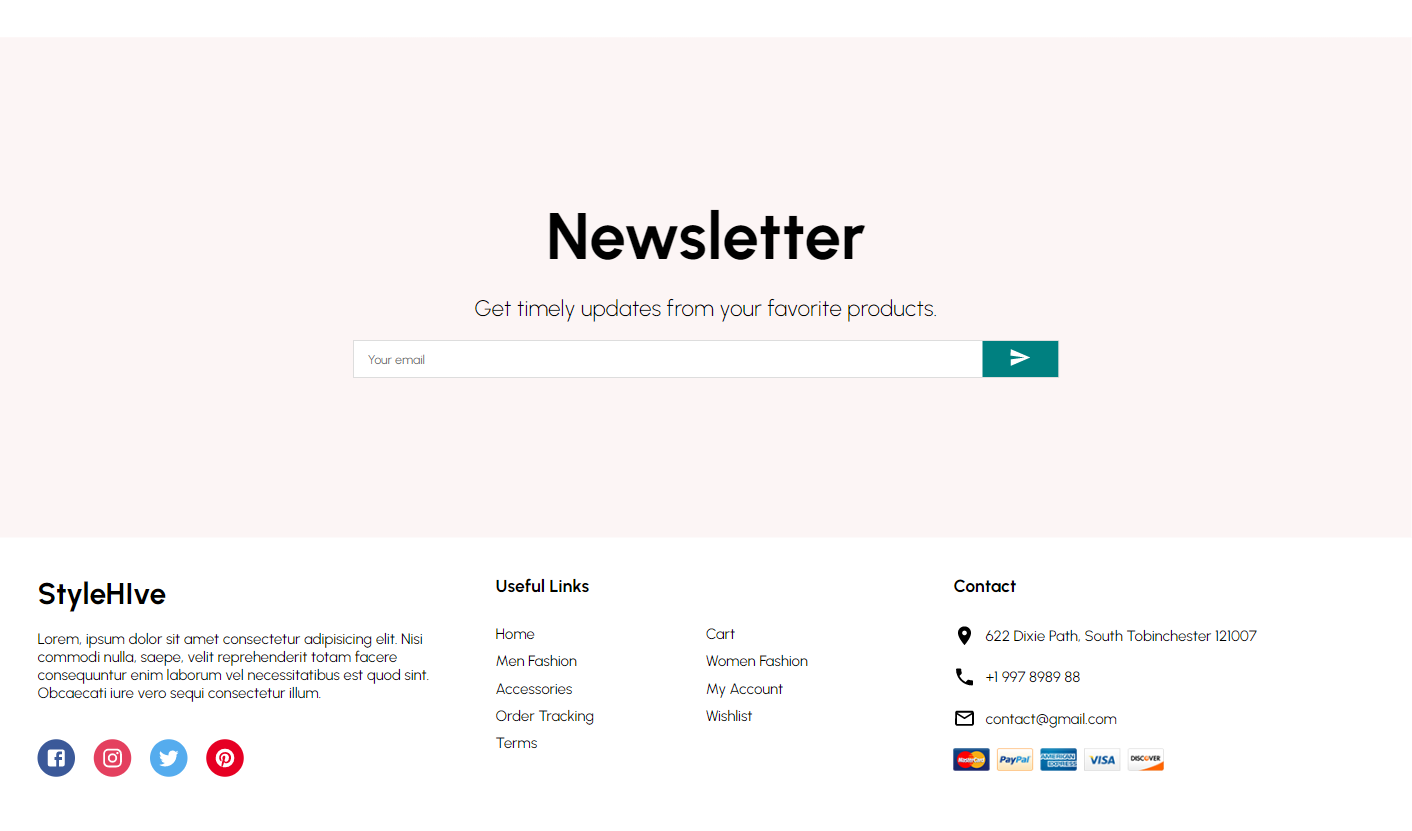 Newsletter
Get timely updates from your favorite products.
Your email
StyleHIve
Lorem, ipsum dolor sit amet consectetur adipisicing elit. Nisi
commodi nulla, saepe, velit reprehenderit totam facere
consequuntur enim laborum vel necessitatibus est quod sint.
Obcaecati iure vero sequi consectetur illum.
Useful Links
Home
Cart
Men Fashion
Women Fashion
Accessories
My Account
Order Tracking
Wishlist
Terms
Contact
622 Dixie Path, South Tobinchester 121007
+1 997 8989 88
contact@gmail.com
MasterCard
PayPal
AMERICAN
EXPRESS
VISA
DISCOVER